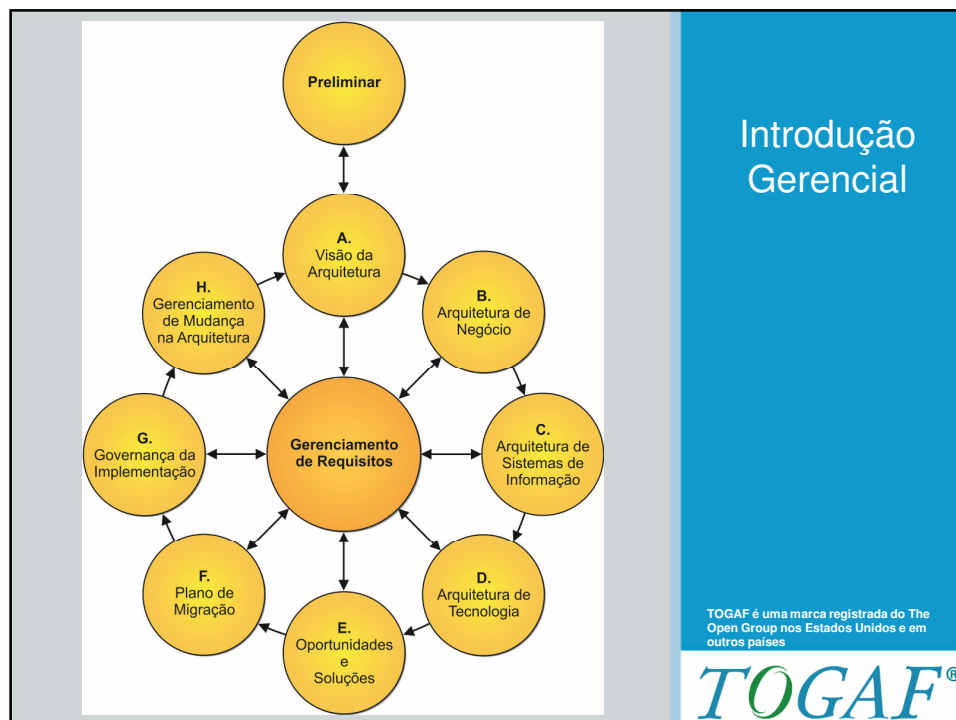 Preliminar
A.
Visão da
Arquitetura
B.
Arquitetura de
Negócio
C.
Arquitetura de
Sistemas de
Informação
D.
Arquitetura de
Tecnologia
E.
Oportunidades
e
Soluções
F.
Plano de
Migração
G.
Governança da
Implementação
H.
Gerenciamento
de Mudança
na Arquitetura
Gerenciamento
de Requisitos
Introdução
Gerencial
TOGAF é uma marca registrada do The
Open Group nos Estados Unidos e em
outros países
TOGAF®